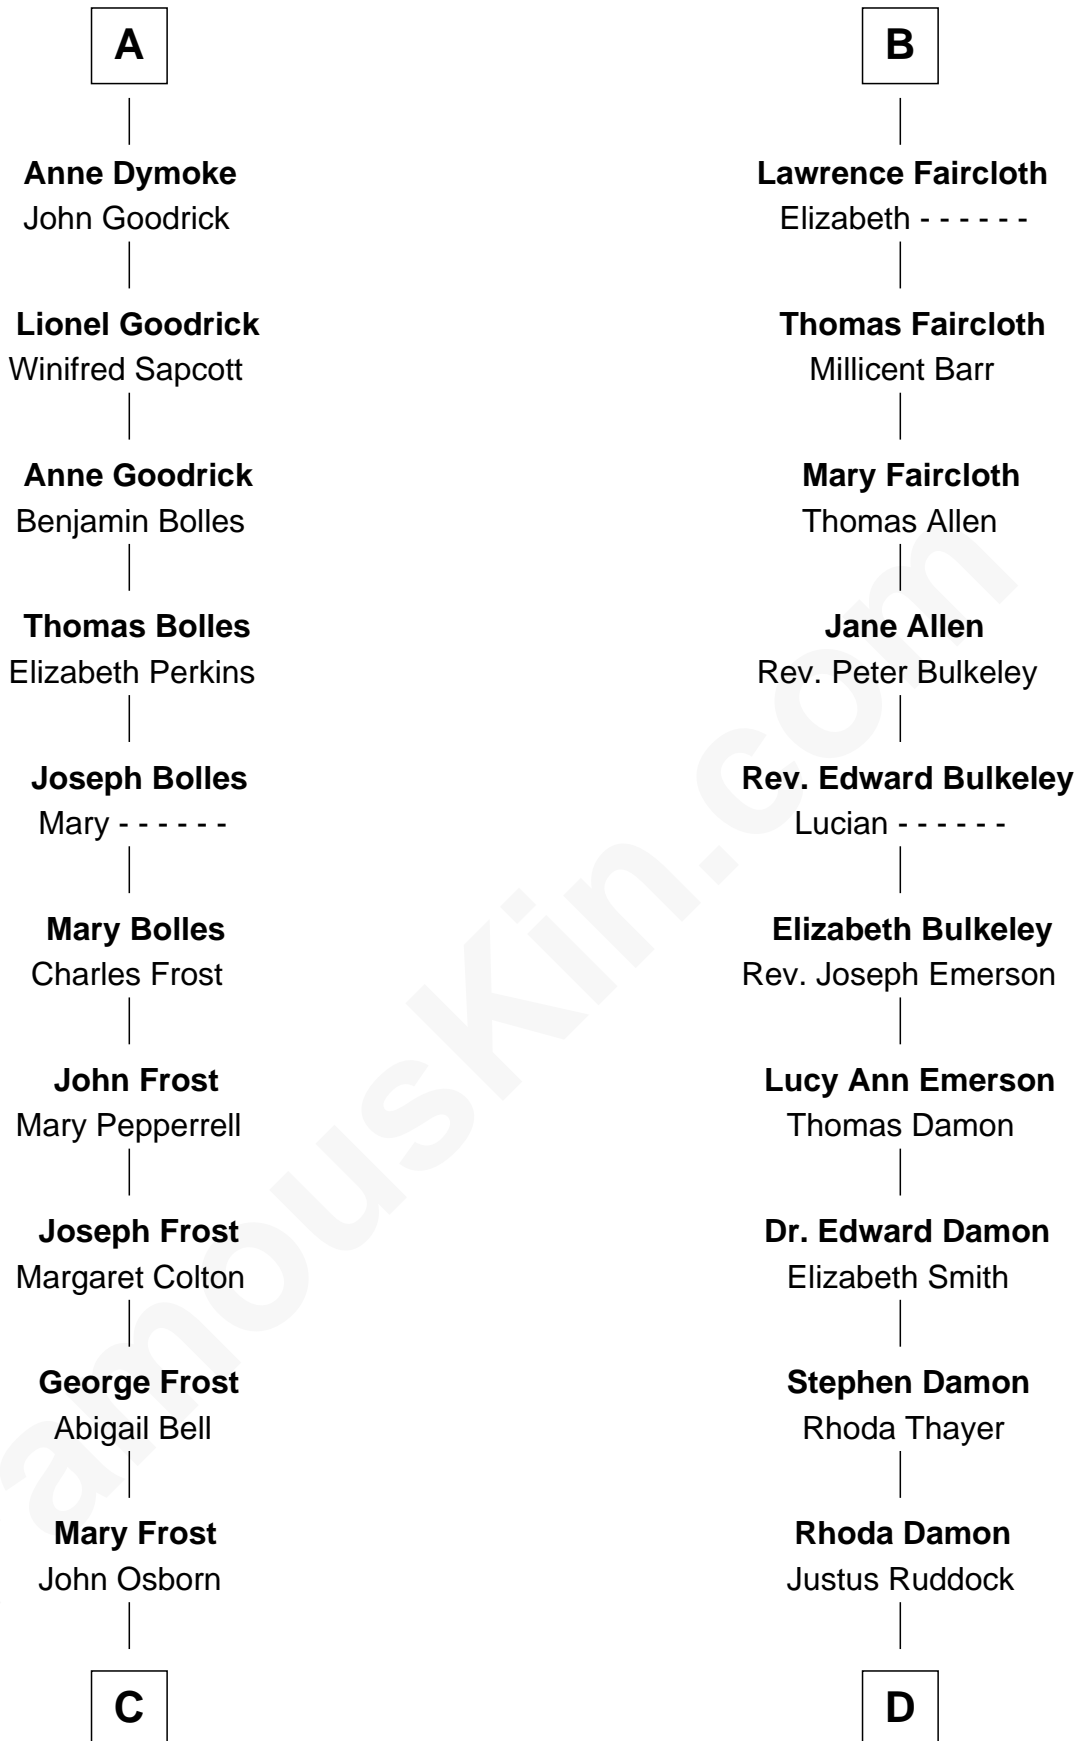 A
Anne Dymoke
John Goodrick
Lionel Goodrick
Winifred Sapcott
Anne Goodrick
Benjamin Bolles
Thomas Bolles
Elizabeth Perkins
Joseph Bolles
Mary - - - - - -
Mary Bolles
Charles Frost
John Frost
Mary Pepperrell
Joseph Frost
Margaret Colton
George Frost
Abigail Bell
Mary Frost
John Osborn
C
B
Lawrence Faircloth
Elizabeth - - - - - -
Thomas Faircloth
Millicent Barr
Mary Faircloth
Thomas Allen
Jane Allen
Rev. Peter Bulkeley
Rev. Edward Bulkeley
Lucian - - - - - -
Elizabeth Bulkeley
Rev. Joseph Emerson
Lucy Ann Emerson
Thomas Damon
Dr. Edward Damon
Elizabeth Smith
Stephen Damon
Rhoda Thayer
Rhoda Damon
Justus Ruddock
D
amousKin.com